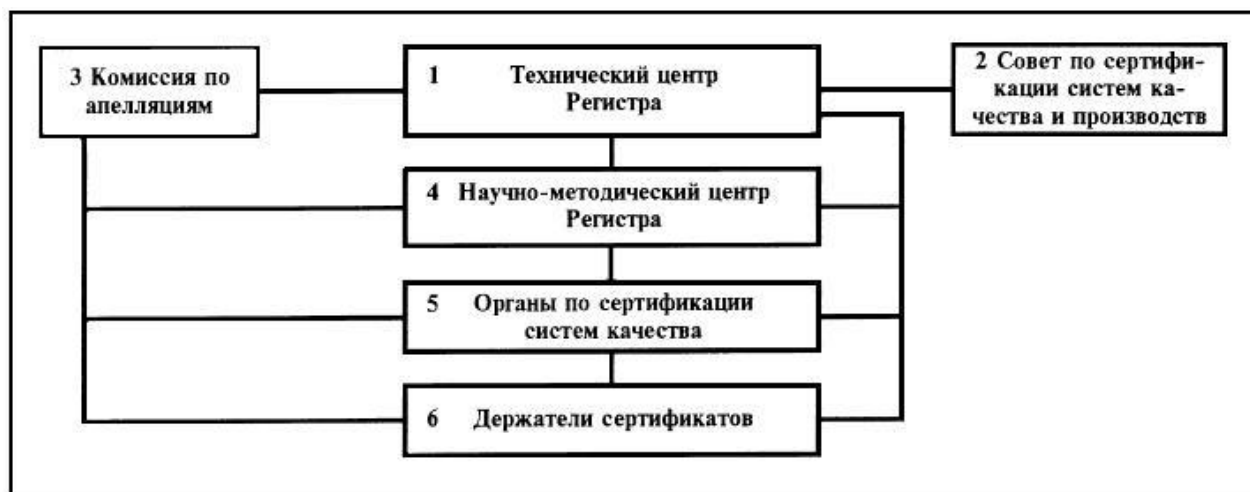 3 Комиссия по
апелляциям
1 Технический центр
Регистра
2 Совет по сертифи-
кации систем ка-
чества и производств
4 Научно-методический центр
Регистра
5 Органы по сертификации
систем качества
6 Держатели сертификатов